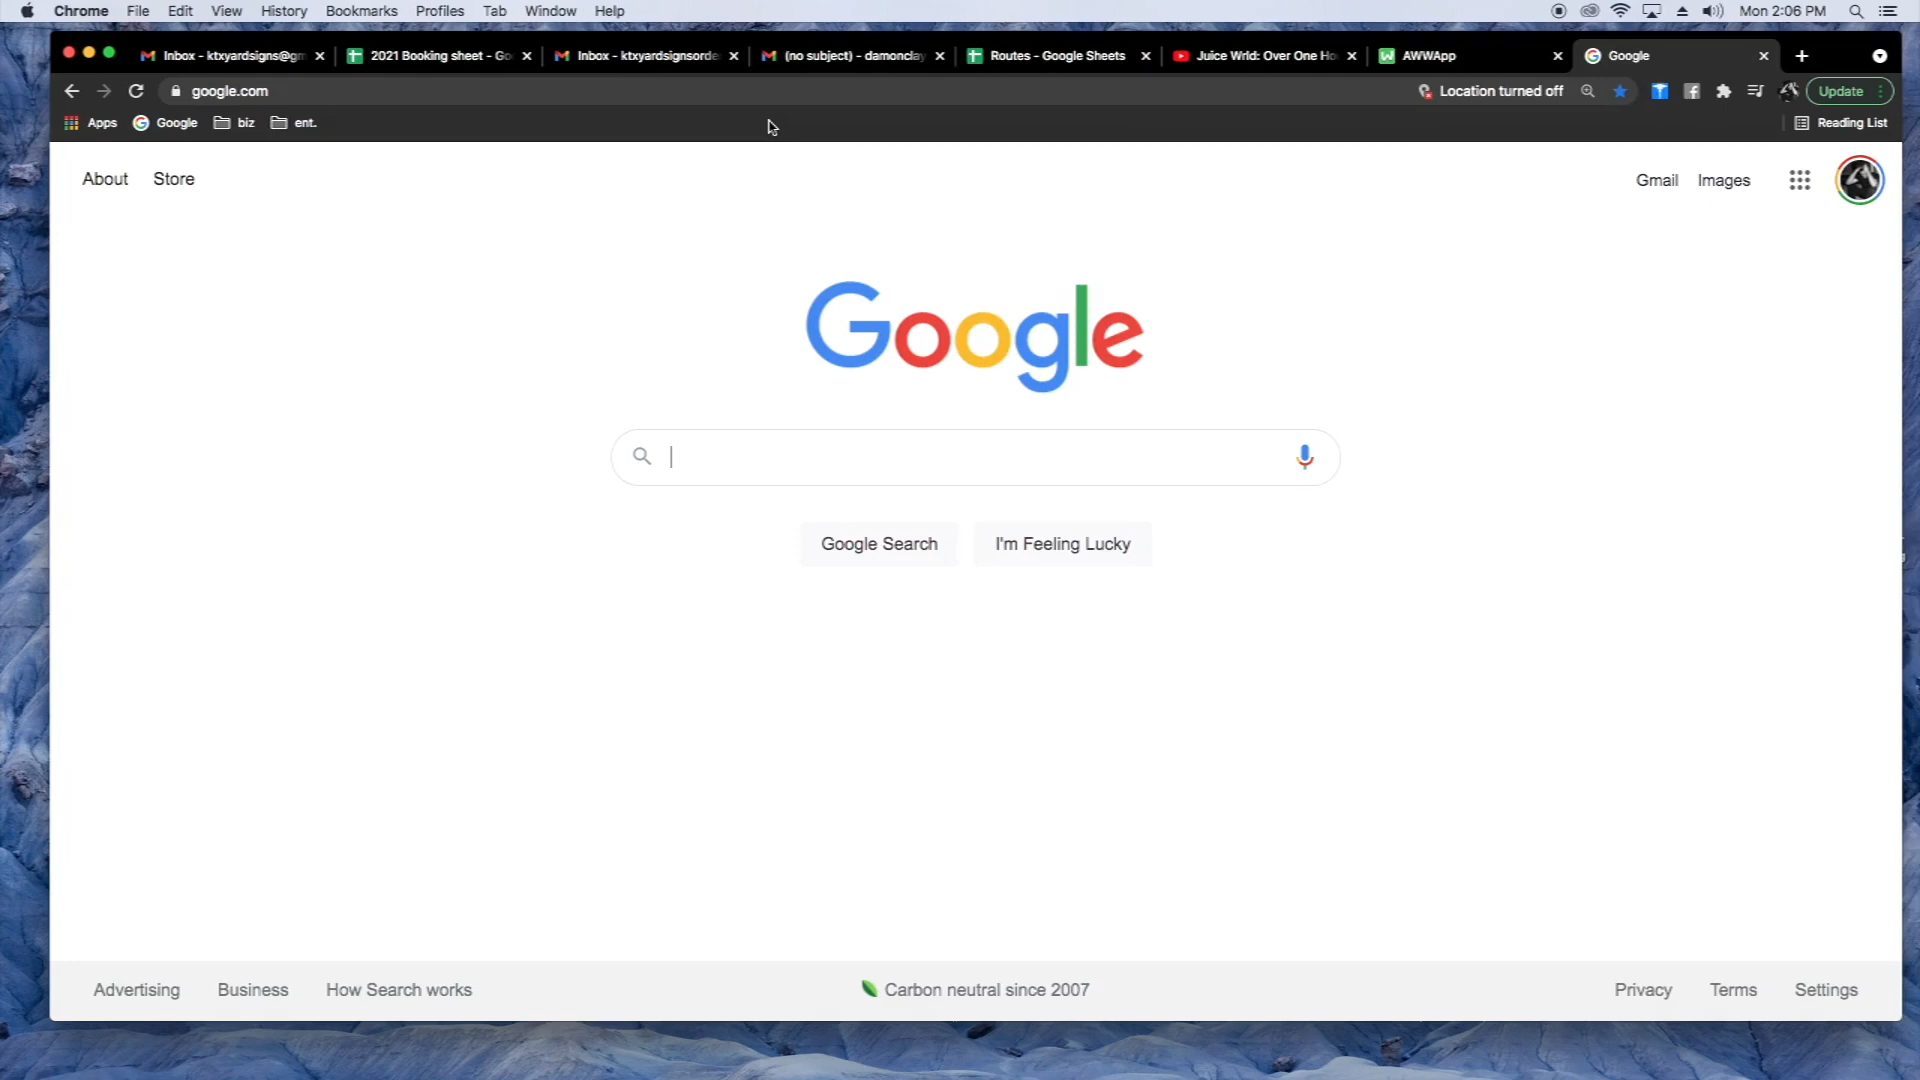 Chrome File Edit View History Bookmarks Profiles Tab Window Help Mon 2:06 PM
Inbox - ktxyardsigns@gm 2021 Booking sheet - Go Inbox - ktxyardsignsorde (no subject) - damonclay Routes - Google Sheets Juice Wrld: Over One Ho AWWApp Google
google.com Location turned off Update
Apps Google biz ent. Reading List
About Store Gmail Images
Google
Google Search I'm Feeling Lucky
Advertising Business How Search works Carbon neutral since 2007 Privacy Terms Settings